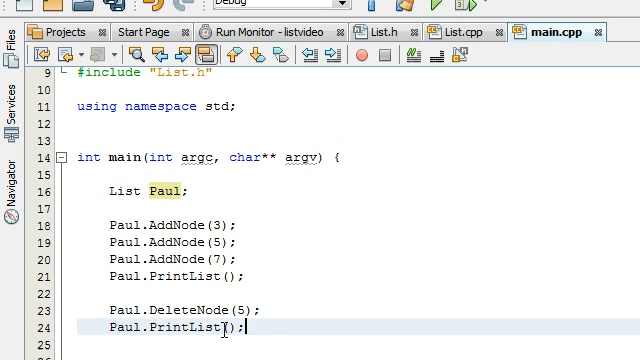 Debug
Projects Start Page Run Monitor - listvideo List.h List.cpp main.cpp
Files
Services
Navigator
9 #include "List.h"
10
11 using namespace std;
12
13
14 int main(int argc, char** argv) {
15
16 List Paul;
17
18 Paul.AddNode(3);
19 Paul.AddNode(5);
20 Paul.AddNode(7);
21 Paul.PrintList();
22
23 Paul.DeleteNode(5);
24 Paul.PrintList();
25
26